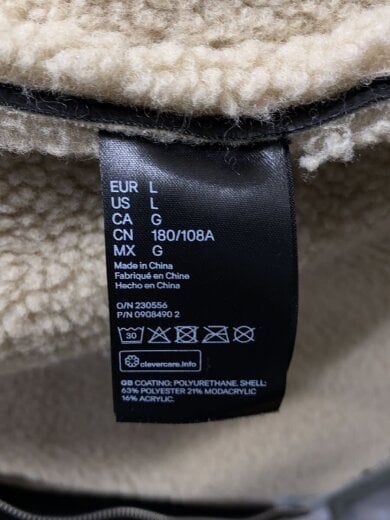 EUR L
US L
CA G
CN 180/108A
MX G
Made in China
Fabriqué en Chine
Hecho en China
O/N 230556
P/N 0908490 2
30
clevercare.info
GB COATING: POLYURETHANE. SHELL:
63% POLYESTER 21% MODACRYLIC
16% ACRYLIC.